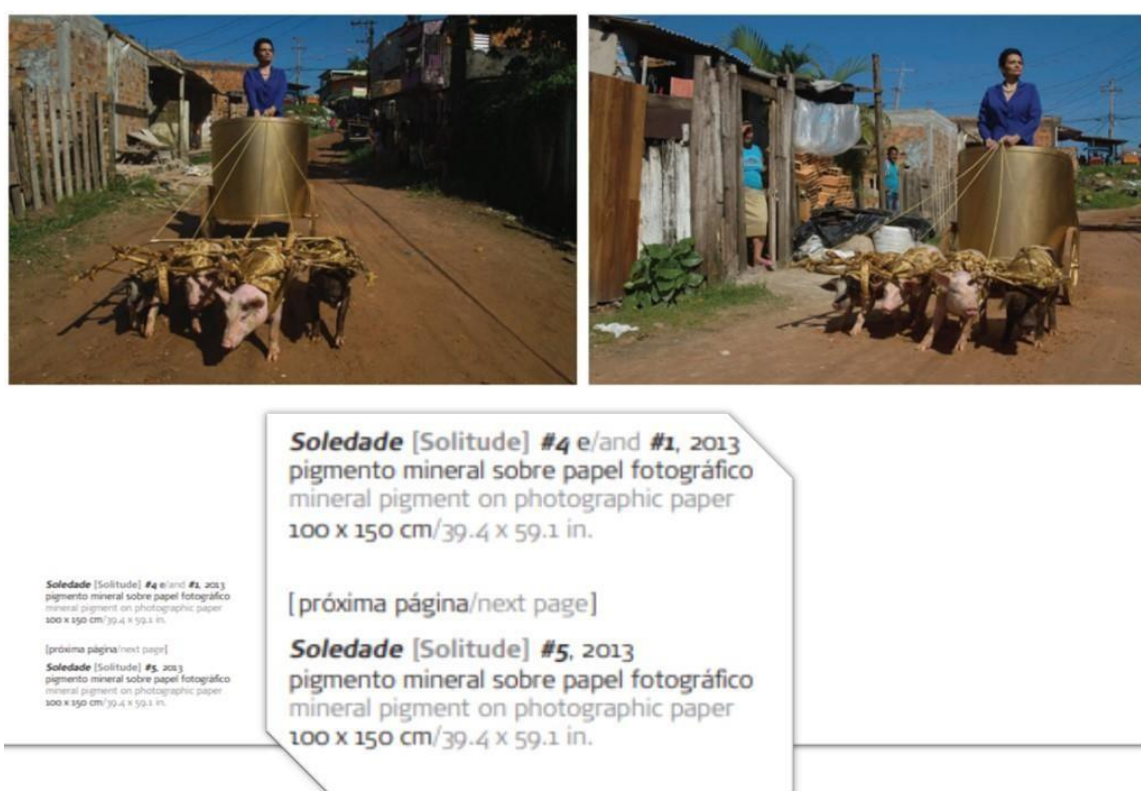 Soledade [Solitude] #4 e/and #1, 2013
pigmento mineral sobre papel fotográfico
mineral pigment on photographic paper
100 x 150 cm/39.4 x 59.1 in.
[próxima página/next page]
Soledade [Solitude] #5, 2013
pigmento mineral sobre papel fotográfico
mineral pigment on photographic paper
100 x 150 cm/39.4 x 59.1 in.
Soledade [Solitude] #4 e/and #1, 2013
pigmento mineral sobre papel fotográfico
mineral pigment on photographic paper
100 x 150 cm/39.4 x 59.1 in.
[próxima página/next page]
Soledade [Solitude] #5, 2013
pigmento mineral sobre papel fotográfico
mineral pigment on photographic paper
100 x 150 cm/39.4 x 59.1 in.